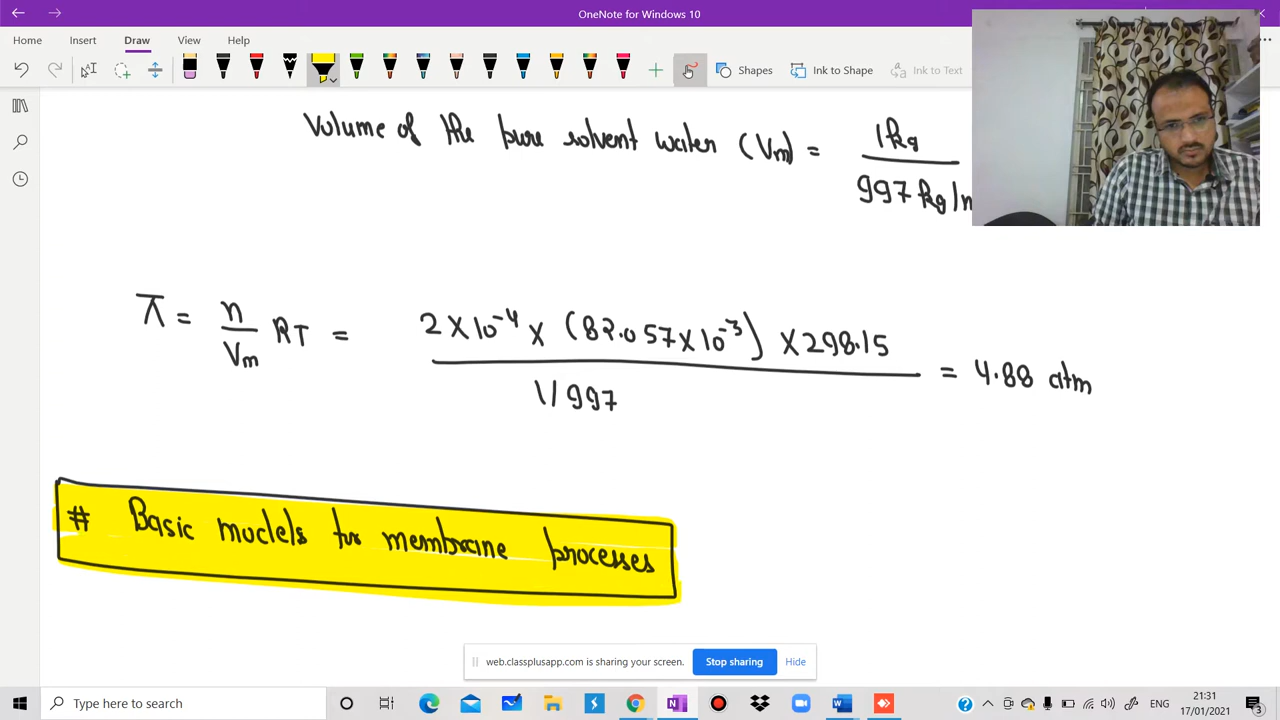 OneNote for Windows 10
Home Insert Draw View Help
Shapes Ink to Shape Ink to Text
Volume of the pure solvent water (Vm) = 1kg
997 kg/m
π = n/Vm RT = 2 × 10⁻⁴ × (82.057 × 10⁻³) × 298.15 = 4.88 atm
1/997
# Basic models for membrane processes
web.classplusapp.com is sharing your screen. Stop sharing Hide
Type here to search
ENG
21:31
17/01/2021
3